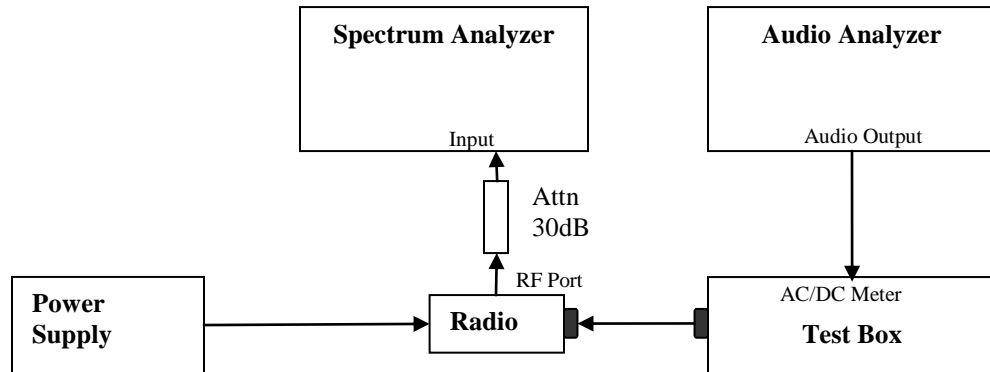 Spectrum Analyzer
Input
Audio Analyzer
Audio Output
Attn
30dB
RF Port
Power
Supply
Radio
AC/DC Meter
Test Box